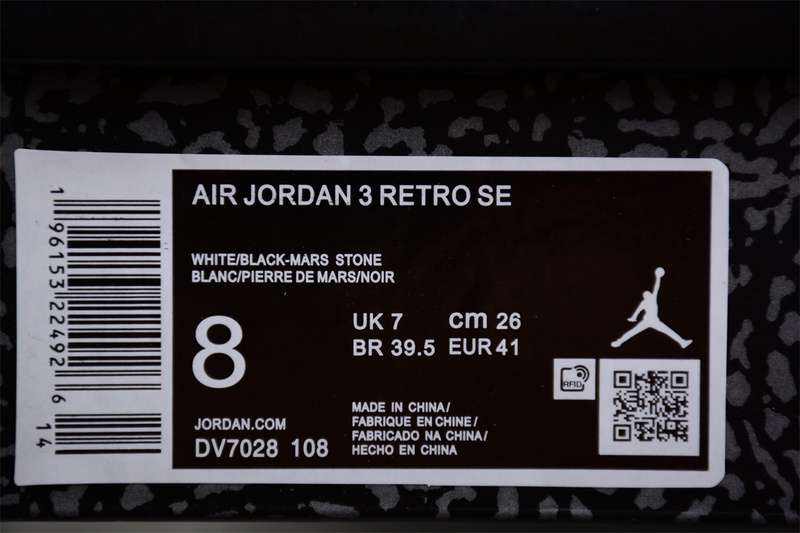 AIR JORDAN 3 RETRO SE
WHITE/BLACK-MARS STONE
BLANC/PIERRE DE MARS/NOIR
8
UK 7 cm 26
BR 39.5 EUR 41
JORDAN.COM
DV7028 108
MADE IN CHINA/
FABRIQUE EN CHINE/
FABRICADO NA CHINA/
HECHO EN CHINA
RFID
1 96153 22492 6 14